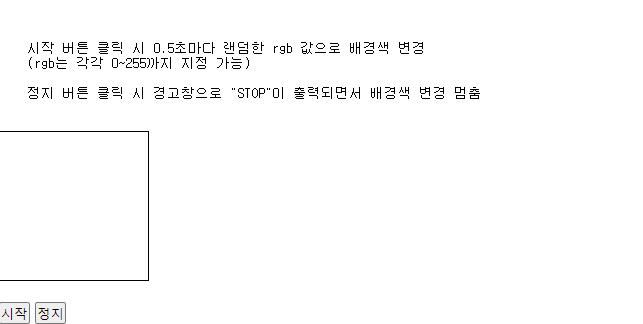 시작 버튼 클릭 시 0.5초마다 랜덤한 rgb 값으로 배경색 변경
(rgb는 각각 0~255까지 지정 가능)
정지 버튼 클릭 시 경고창으로 "STOP"이 출력되면서 배경색 변경 멈춤
시작 정지